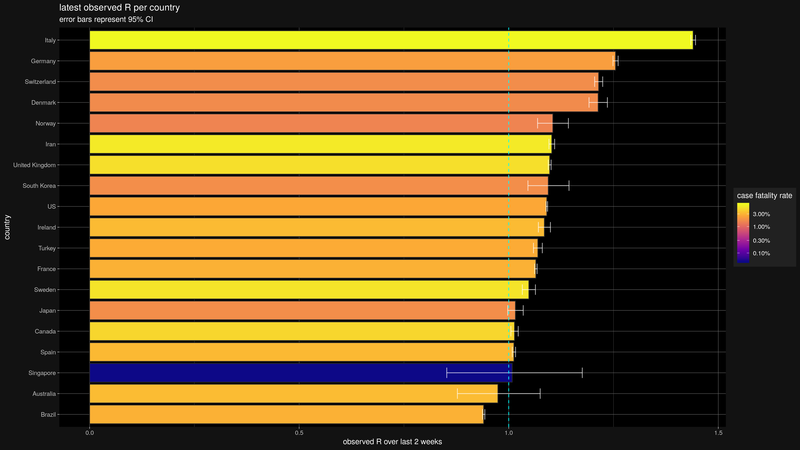 latest observed R per country
error bars represent 95% CI
country
Italy
Germany
Switzerland
Denmark
Norway
Iran
United Kingdom
South Korea
US
Ireland
Turkey
France
Sweden
Japan
Canada
Spain
Singapore
Australia
Brazil
0.0
0.5
1.0
1.5
observed R over last 2 weeks
case fatality rate
3.00%
1.00%
0.30%
0.10%